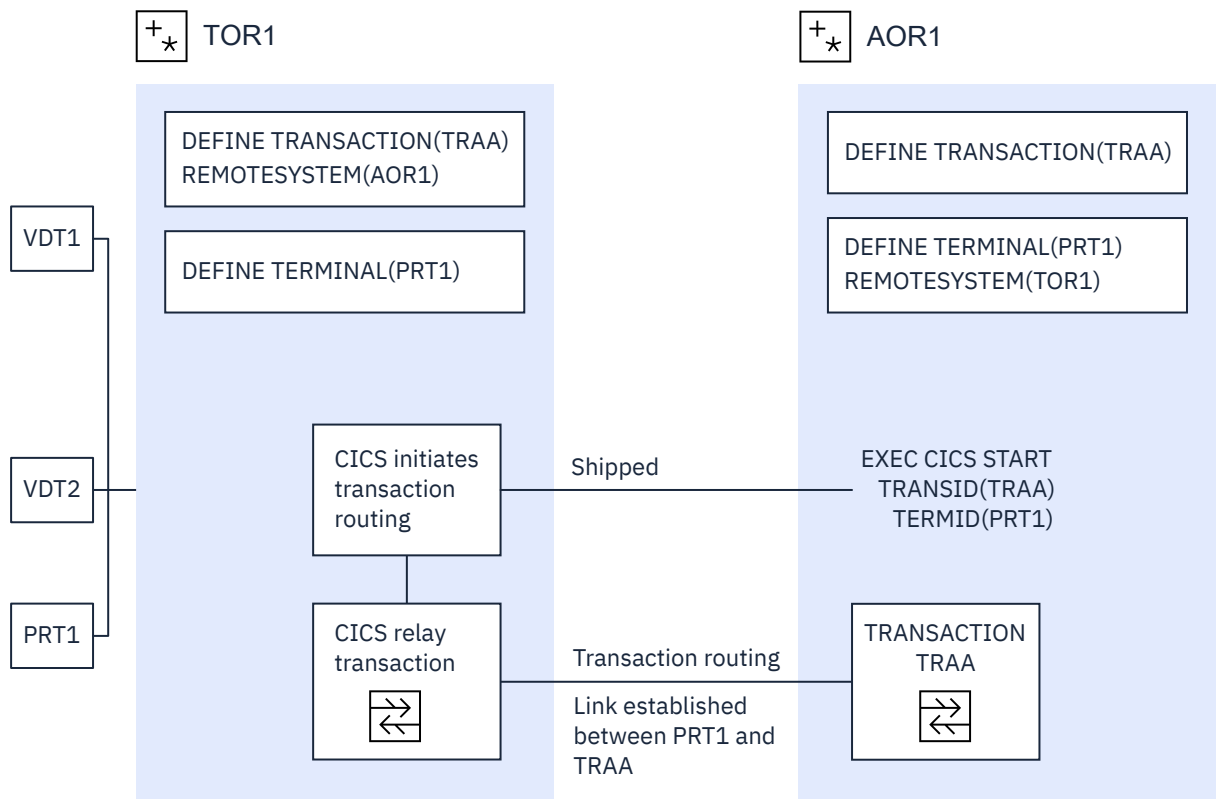 TOR1
AOR1
DEFINE TRANSACTION(TRAA)
REMOTESYSTEM(AOR1)
DEFINE TRANSACTION(TRAA)
VDT1
DEFINE TERMINAL(PRT1)
DEFINE TERMINAL(PRT1)
REMOTESYSTEM(TOR1)
VDT2
CICS initiates
transaction
routing
Shipped
EXEC CICS START
TRANSID(TRAA)
TERMID(PRT1)
PRT1
CICS relay
transaction
Transaction routing
Link established
between PRT1 and
TRAA
TRANSACTION
TRAA